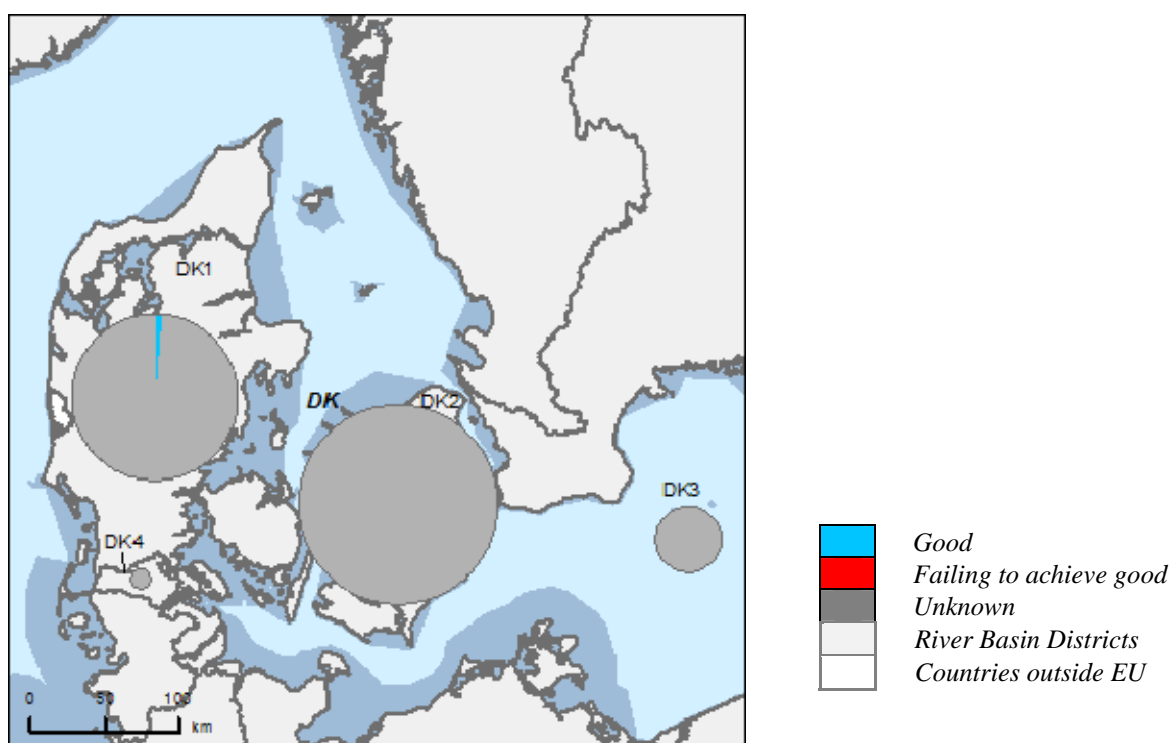 DK1
DK
DK2
DK3
DK4
0 50 100
km
Good
Failing to achieve good
Unknown
River Basin Districts
Countries outside EU